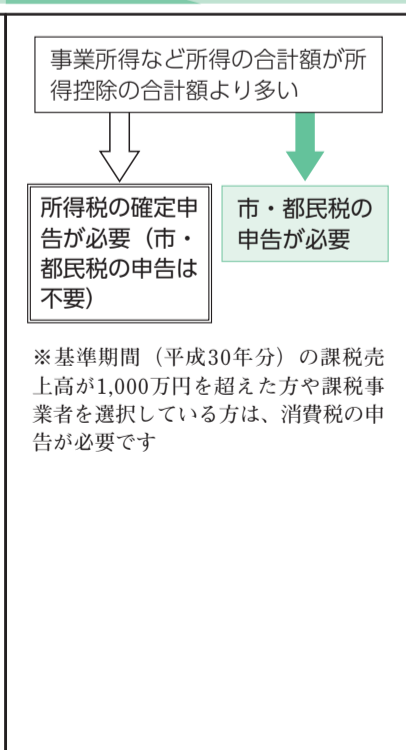 事業所得など所得の合計額が所
得控除の合計額より多い
所得税の確定申
告が必要（市・
都民税の申告は
不要）
市・都民税の
申告が必要
※基準期間（平成30年分）の課税売
上高が1,000万円を超えた方や課税事
業者を選択している方は、消費税の申
告が必要です